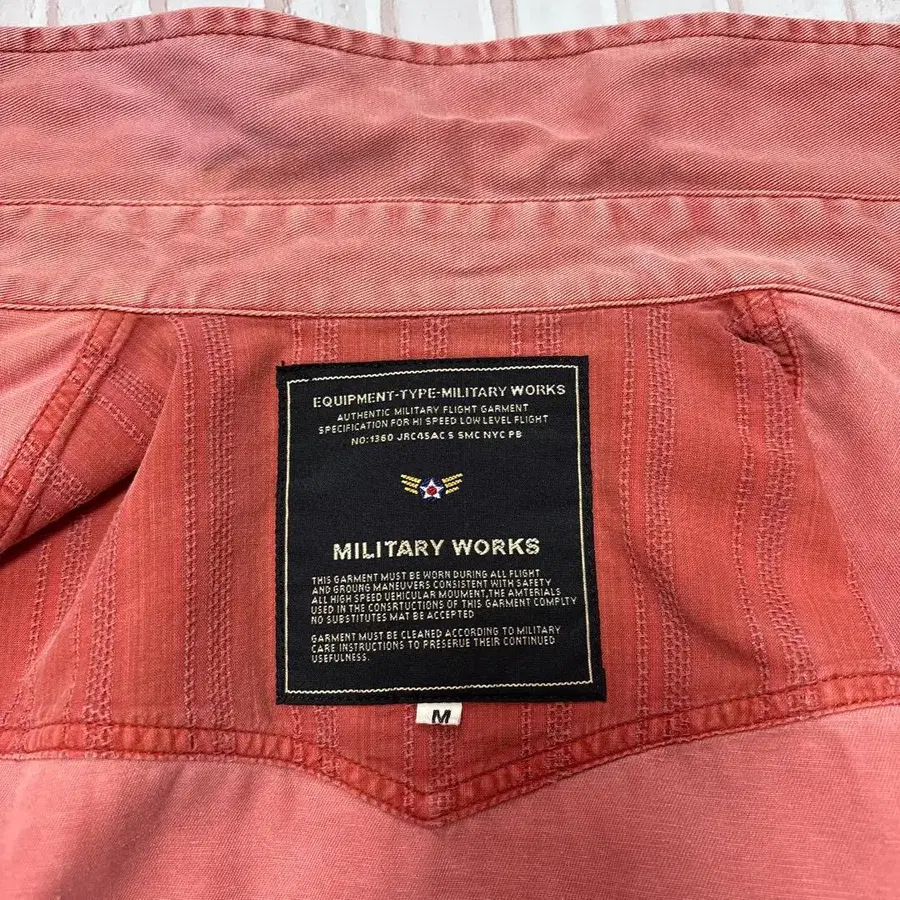 EQUIPMENT-TYPE-MILITARY WORKS
AUTHENTIC MILITARY FLIGHT GARMENT
SPECIFICATION FOR HI SPEED LOW LEVEL FLIGHT
NO:1360 JRC45AC S SMC NYC PB
MILITARY WORKS
THIS GARMENT MUST BE WORN DURING ALL FLIGHT
AND GROUNG MANEUVERS CONSISTENT WITH SAFETY
ALL HIGH SPEED UEHICULAR MOUMENT,THE AMTERIALS
USED IN THE CONSRTUCTIONS OF THIS GARMENT COMPLTY
NO SUBSTITUTES MAT BE ACCEPTED
GARMENT MUST BE CLEANED ACCORDING TO MILITARY
CARE INSTRUCTIONS TO PRESERVE THEIR CONTINUED
USEFULNESS.
M